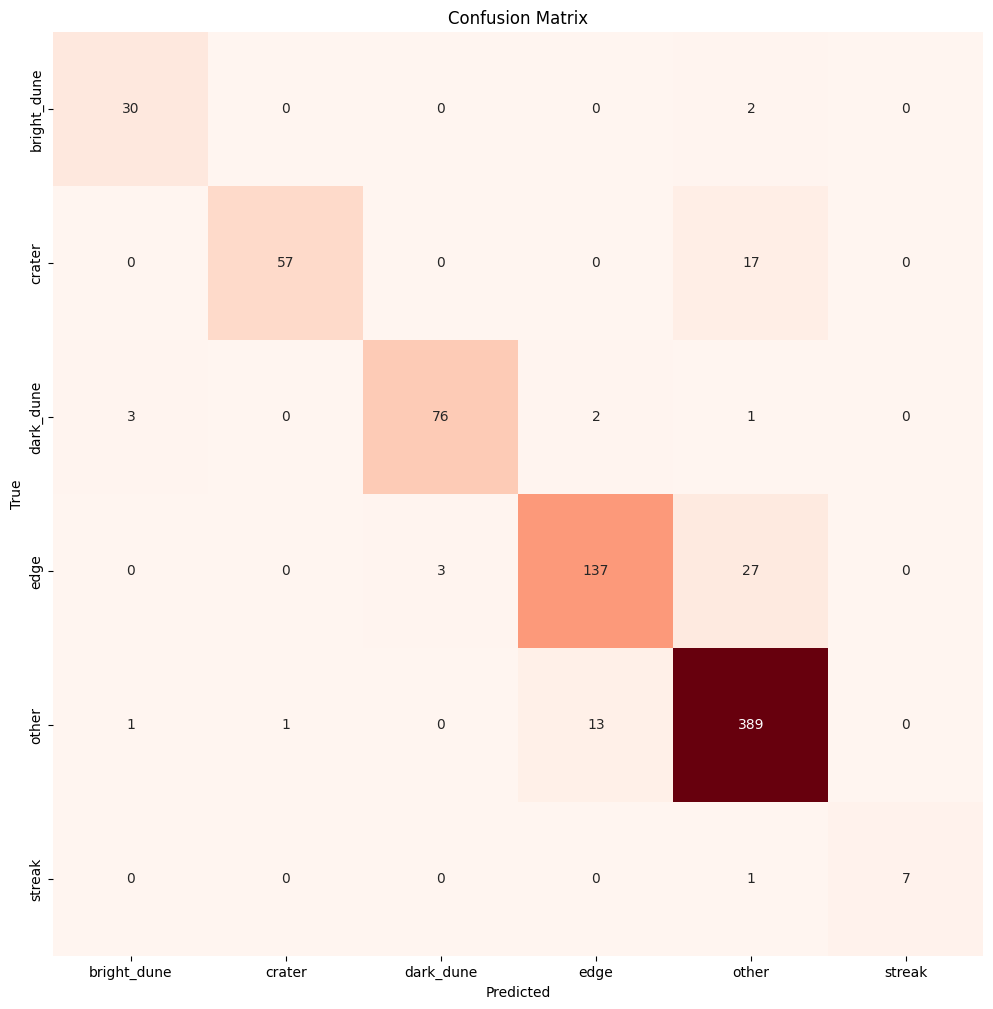 Confusion Matrix
bright_dune 30 0 0 0 2 0
crater 0 57 0 0 17 0
dark_dune 3 0 76 2 1 0
True
edge 0 0 3 137 27 0
other 1 1 0 13 389 0
streak 0 0 0 0 1 7
bright_dune crater dark_dune edge other streak
Predicted